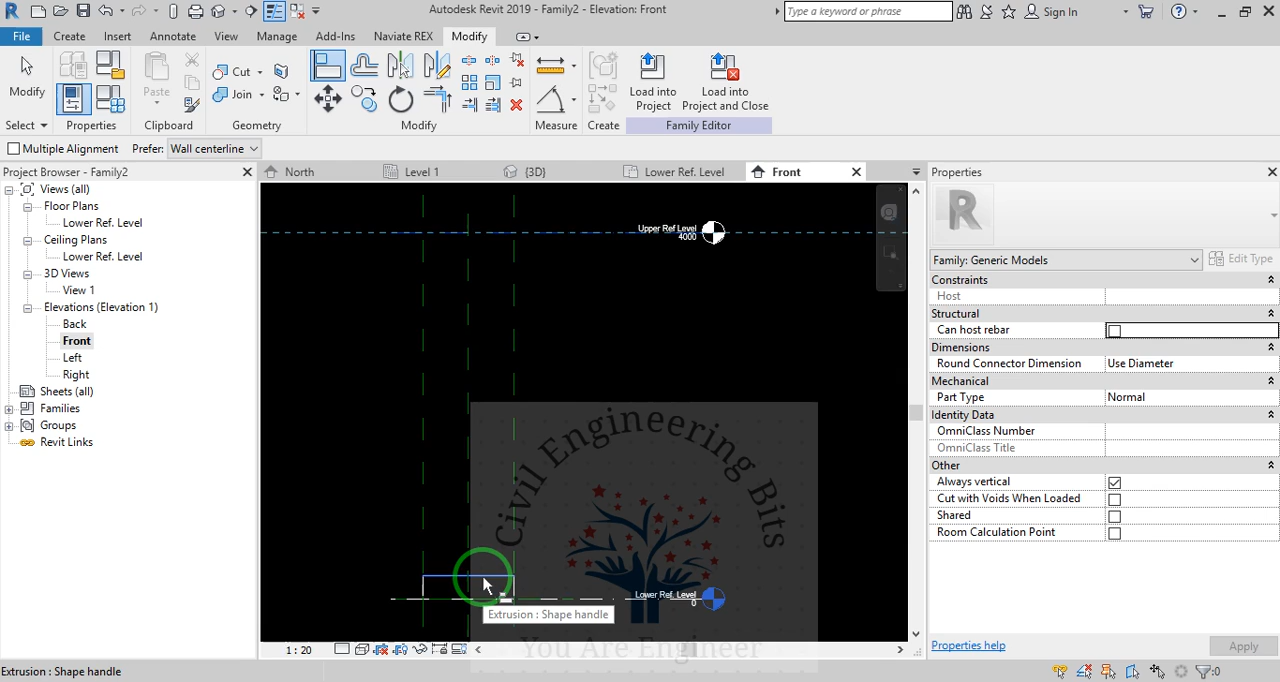 Autodesk Revit 2019 - Family2 - Elevation: Front
Type a keyword or phrase
Sign In
File Create Insert Annotate View Manage Add-Ins Naviate REX Modify
Modify
Paste
Cut
Join
Load into Project
Load into Project and Close
Select Properties Clipboard Geometry Modify Measure Create Family Editor
Multiple Alignment Prefer: Wall centerline
Project Browser - Family2
Views (all)
Floor Plans
Lower Ref. Level
Ceiling Plans
Lower Ref. Level
3D Views
View 1
Elevations (Elevation 1)
Back
Front
Left
Right
Sheets (all)
Families
Groups
Revit Links
North Level 1 {3D} Lower Ref. Level Front
Upper Ref Level
4000
Civil Engineering Bits
Lower Ref. Level
0
Extrusion : Shape handle
You Are Engineer
1 : 20
Properties
Family: Generic Models
Edit Type
Constraints
Host
Structural
Can host rebar
Dimensions
Round Connector Dimension Use Diameter
Mechanical
Part Type Normal
Identity Data
OmniClass Number
OmniClass Title
Other
Always vertical
Cut with Voids When Loaded
Shared
Room Calculation Point
Properties help
Apply
Extrusion : Shape handle
:0